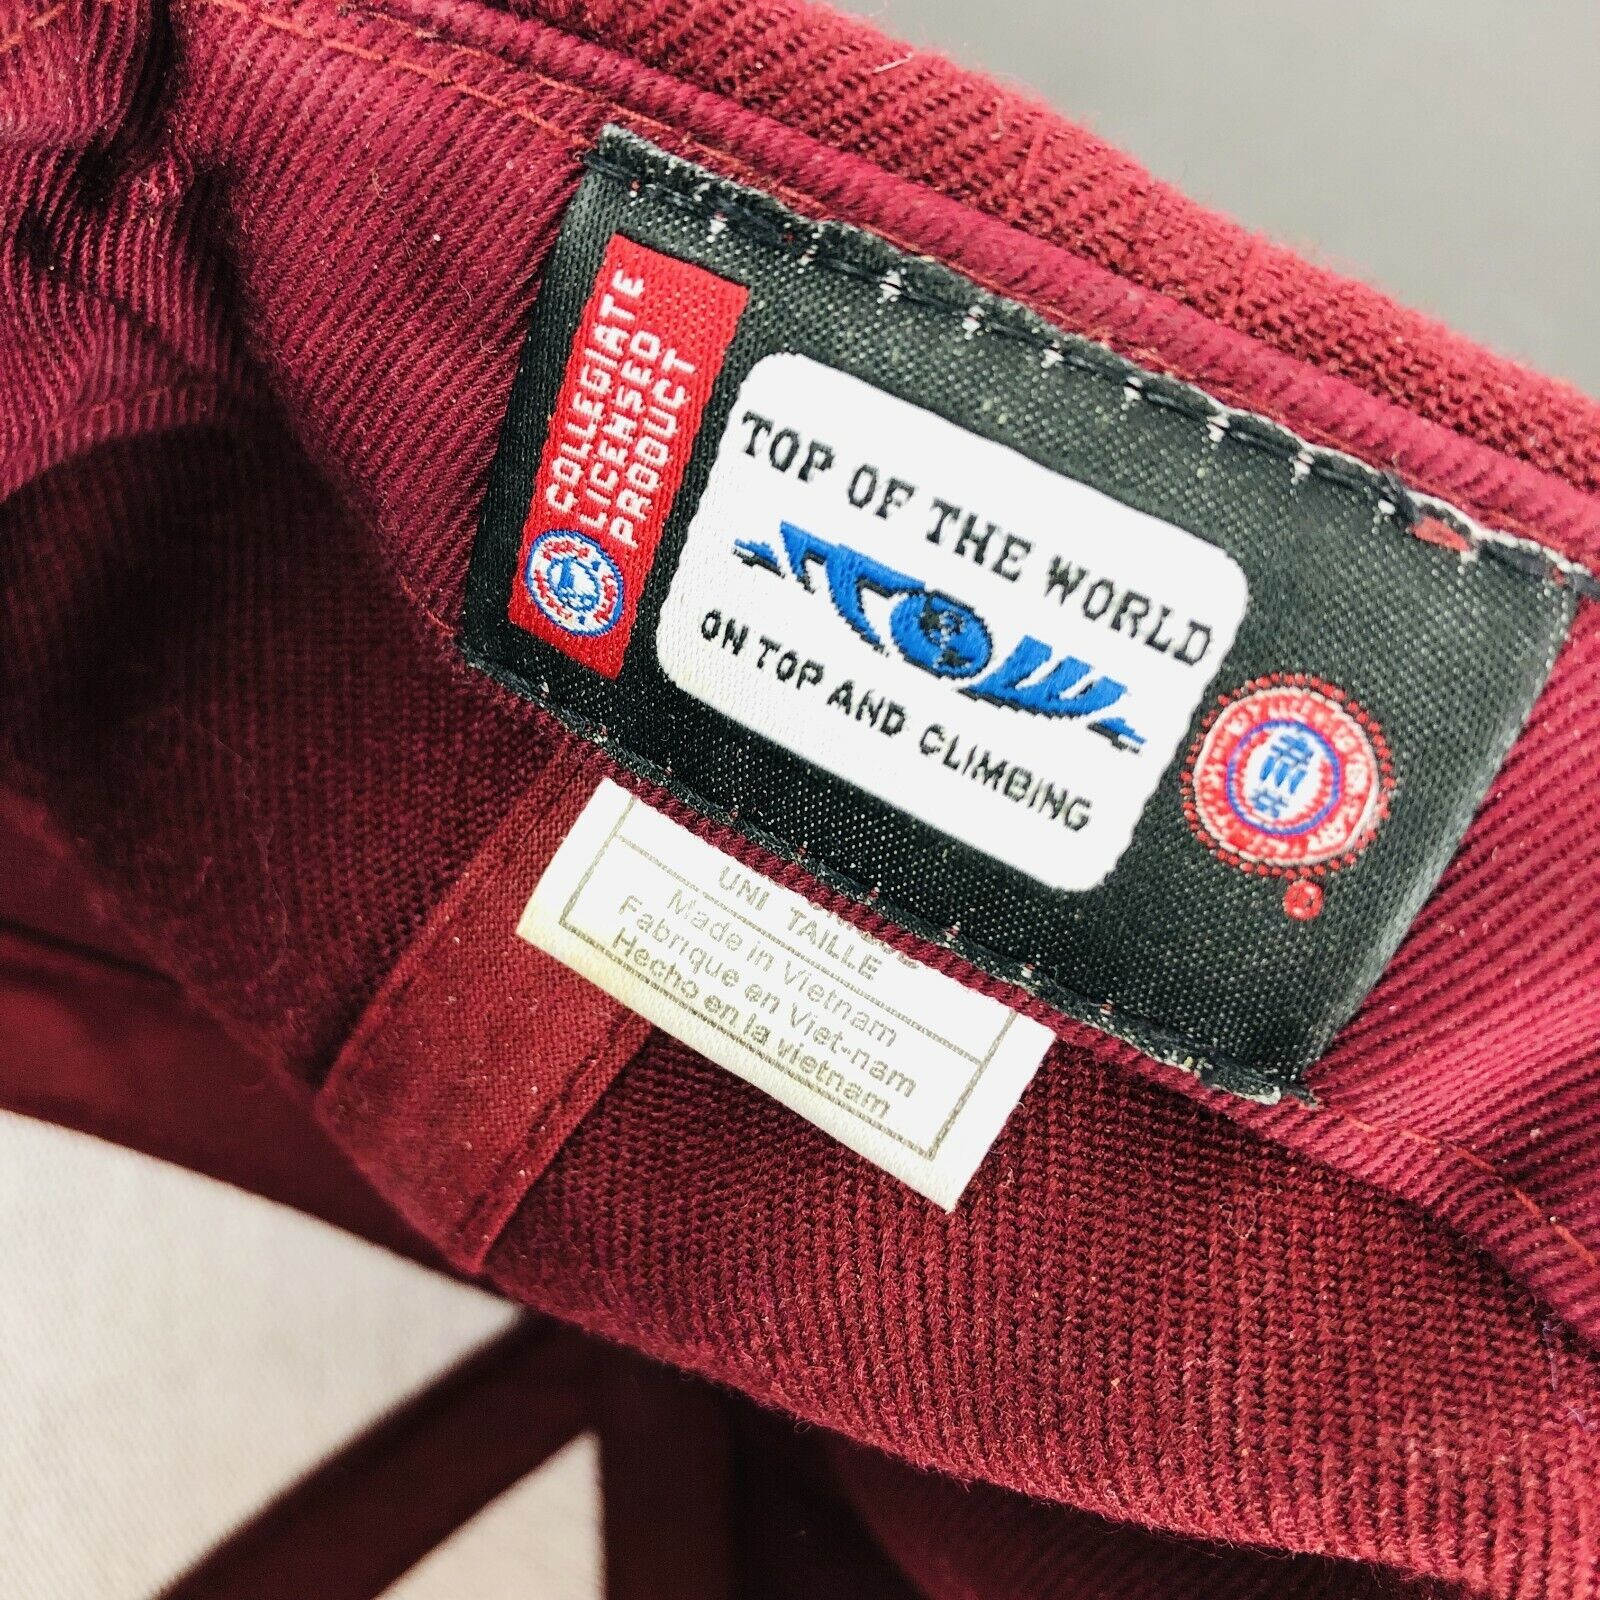 COLLEGIATE
LICENSED
PRODUCT
TOP OF THE WORLD
TOW
ON TOP AND CLIMBING
®
UNI TAILLE
Made in Vietnam
Fabrique en Viet-nam
Hecho en la vietnam